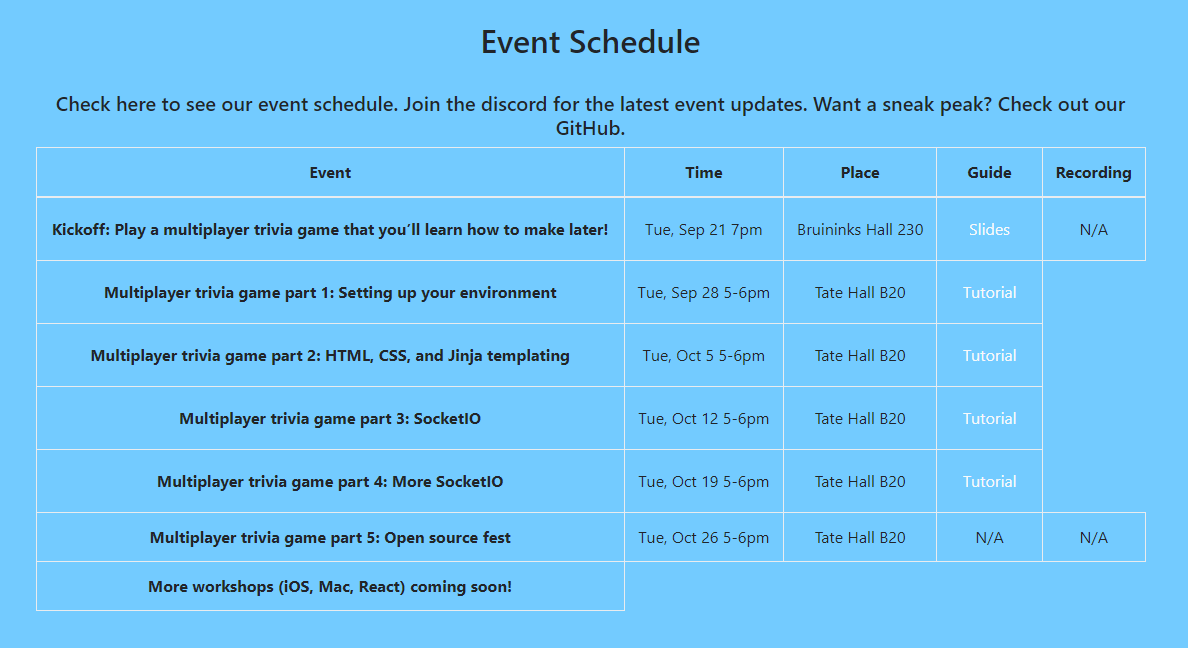 Event Schedule
Check here to see our event schedule. Join the discord for the latest event updates. Want a sneak peak? Check out our
GitHub.
Event Time Place Guide Recording
Kickoff: Play a multiplayer trivia game that you’ll learn how to make later! Tue, Sep 21 7pm Bruininks Hall 230 Slides N/A
Multiplayer trivia game part 1: Setting up your environment Tue, Sep 28 5-6pm Tate Hall B20 Tutorial
Multiplayer trivia game part 2: HTML, CSS, and Jinja templating Tue, Oct 5 5-6pm Tate Hall B20 Tutorial
Multiplayer trivia game part 3: SocketIO Tue, Oct 12 5-6pm Tate Hall B20 Tutorial
Multiplayer trivia game part 4: More SocketIO Tue, Oct 19 5-6pm Tate Hall B20 Tutorial
Multiplayer trivia game part 5: Open source fest Tue, Oct 26 5-6pm Tate Hall B20 N/A N/A
More workshops (iOS, Mac, React) coming soon!